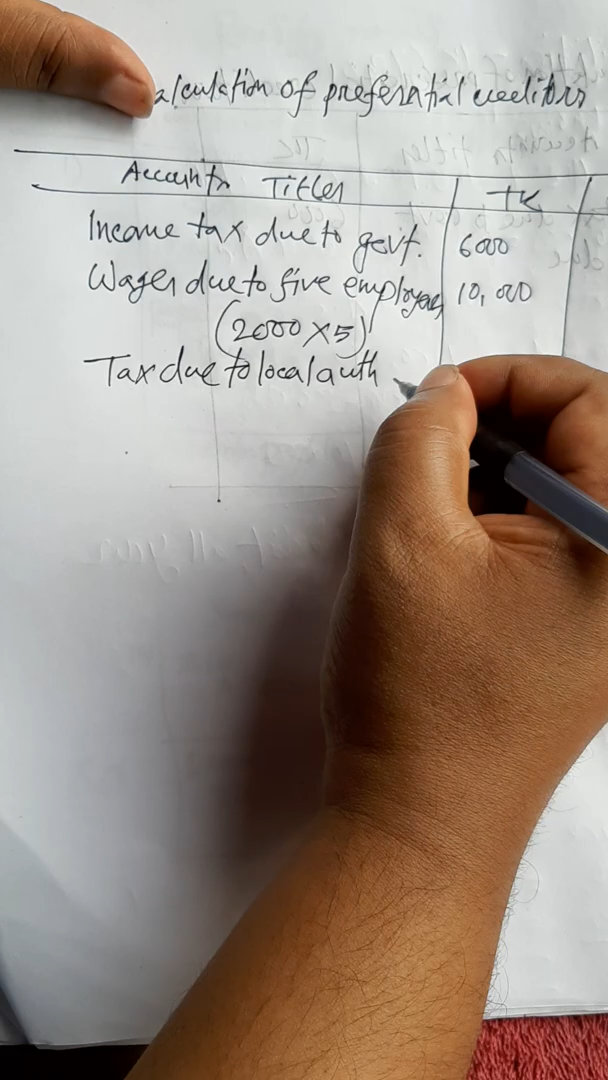 alculation of preferential creditors
Accounts Titles TK
Income tax due to govt. 6000
Wages due to five employees 10,000
(2000 x 5)
Tax due to local auth